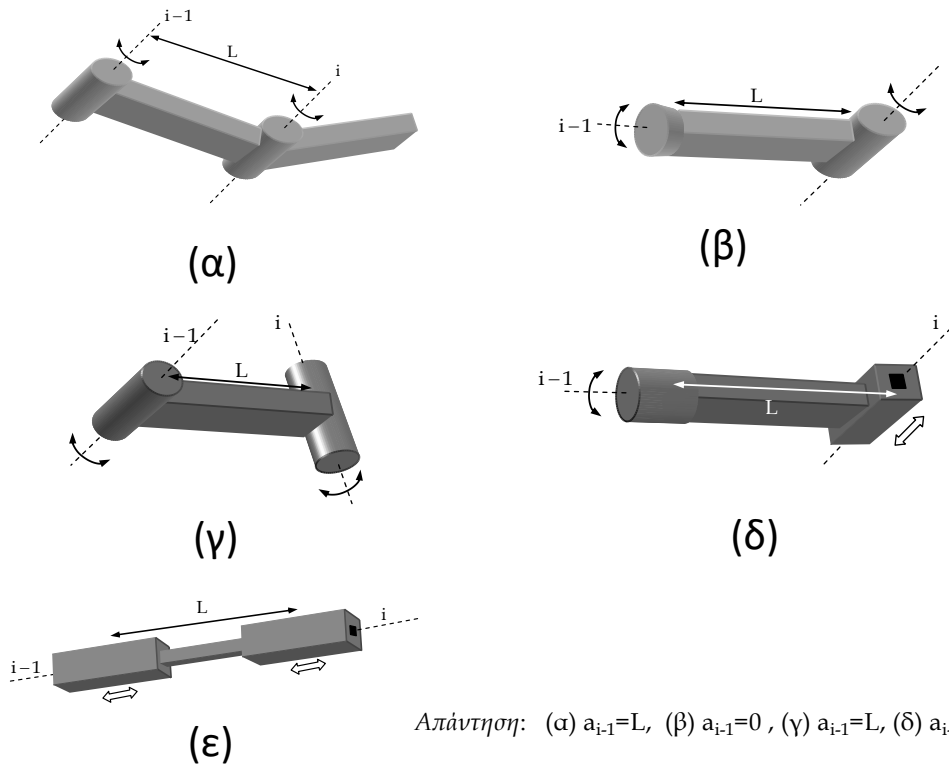 i–1
L
i
(α)
i–1
L
(β)
i–1
L
i
(γ)
i–1
L
i
(δ)
i–1
L
i
(ε)
Απάντηση: (α) ai-1=L, (β) ai-1=0 , (γ) ai-1=L, (δ) ai-